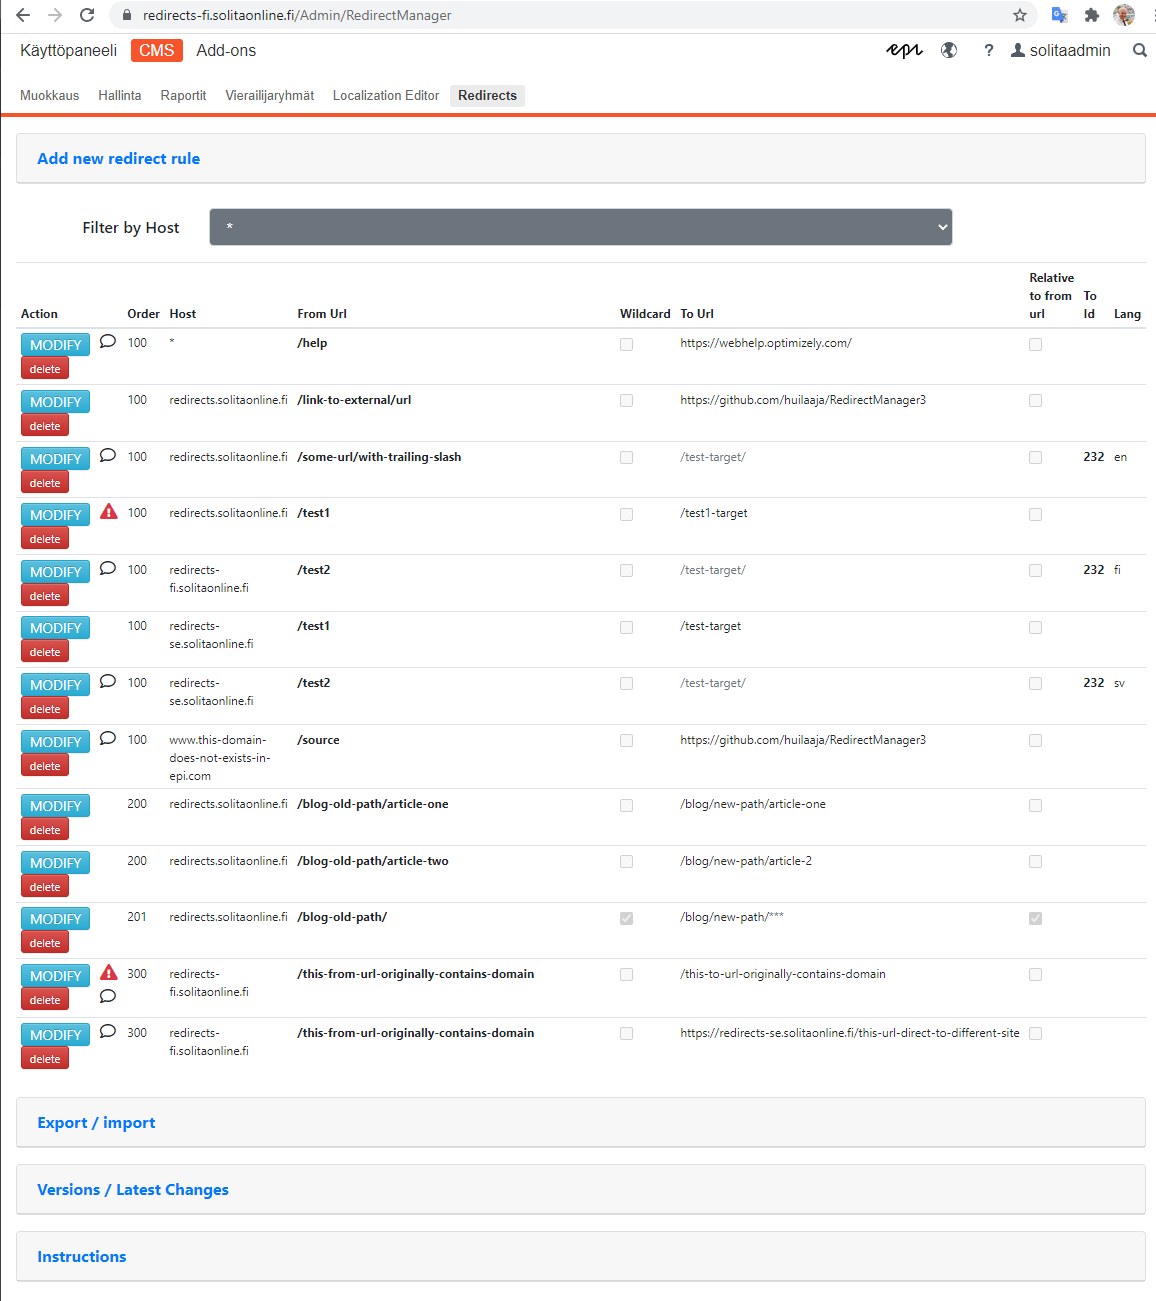 redirects-fi.solitaonline.fi/Admin/RedirectManager
Käyttöpaneeli CMS Add-ons epi ? solitaadmin
Muokkaus Hallinta Raportit Vierailijaryhmät Localization Editor Redirects
Add new redirect rule
Filter by Host *
Action Order Host From Url Wildcard To Url Relative to from url To Id Lang
MODIFY 100 * /help https://webhelp.optimizely.com/
delete
MODIFY 100 redirects.solitaonline.fi /link-to-external/url https://github.com/huilaaja/RedirectManager3
delete
MODIFY 100 redirects.solitaonline.fi /some-url/with-trailing-slash /test-target/ 232 en
delete
MODIFY 100 redirects.solitaonline.fi /test1 /test1-target
delete
MODIFY 100 redirects- /test2 /test-target/ 232 fi
fi.solitaonline.fi
delete
MODIFY 100 redirects- /test1 /test-target
se.solitaonline.fi
delete
MODIFY 100 redirects- /test2 /test-target/ 232 sv
se.solitaonline.fi
delete
MODIFY 100 www.this-domain- /source https://github.com/huilaaja/RedirectManager3
does-not-exists-in-
delete
epi.com
MODIFY 200 redirects.solitaonline.fi /blog-old-path/article-one /blog/new-path/article-one
delete
MODIFY 200 redirects.solitaonline.fi /blog-old-path/article-two /blog/new-path/article-2
delete
MODIFY 201 redirects.solitaonline.fi /blog-old-path/ /blog/new-path/***
delete
MODIFY 300 redirects- /this-from-url-originally-contains-domain /this-to-url-originally-contains-domain
fi.solitaonline.fi
delete
MODIFY 300 redirects- /this-from-url-originally-contains-domain https://redirects-se.solitaonline.fi/this-url-direct-to-different-site
fi.solitaonline.fi
delete
Export / import
Versions / Latest Changes
Instructions